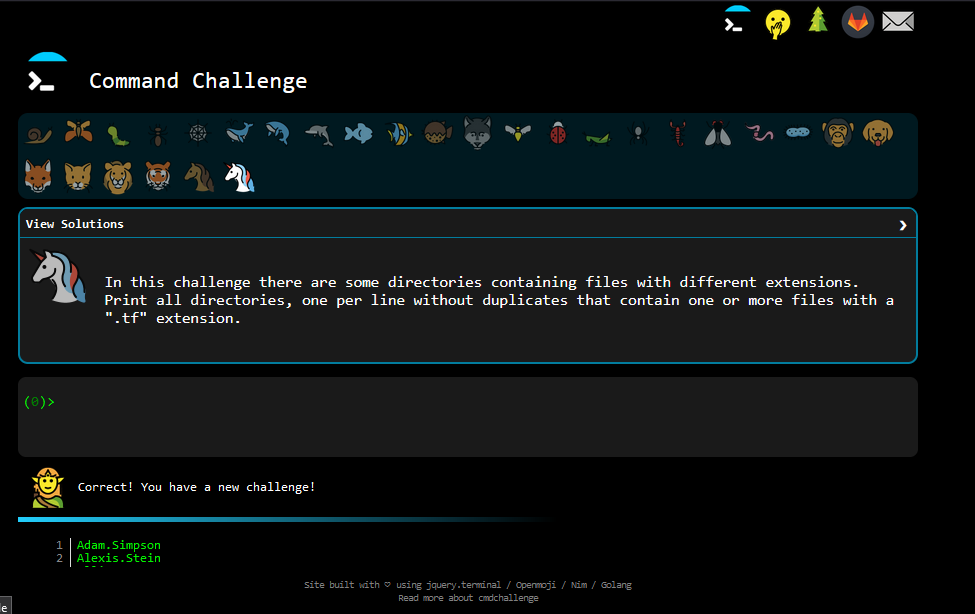 Command Challenge
View Solutions
In this challenge there are some directories containing files with different extensions.
Print all directories, one per line without duplicates that contain one or more files with a
".tf" extension.
(0)>
Correct! You have a new challenge!
1 Adam.Simpson
2 Alexis.Stein
Site built with ♡ using jquery.terminal / Openmoji / Nim / Golang
Read more about cmdchallenge